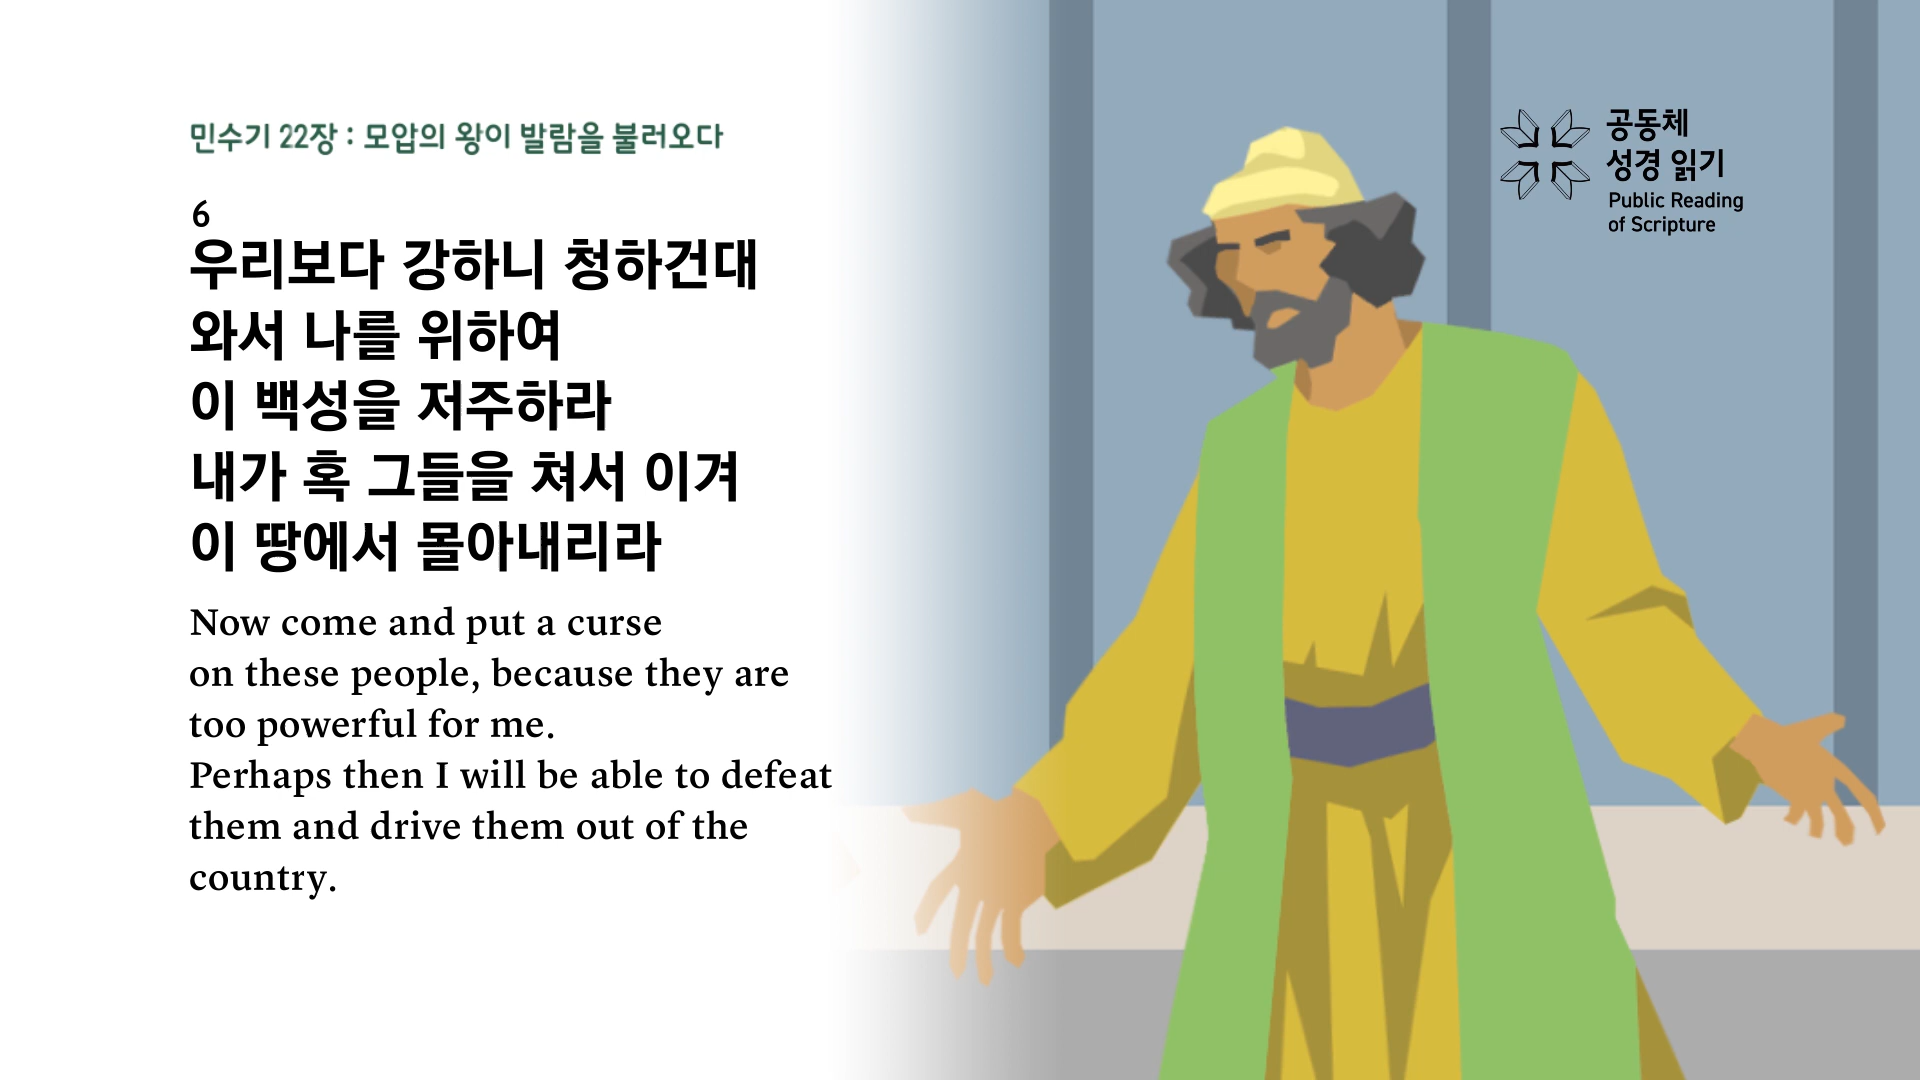 민수기 22장 : 모압의 왕이 발람을 불러오다
6
우리보다 강하니 청하건대
와서 나를 위하여
이 백성을 저주하라
내가 혹 그들을 쳐서 이겨
이 땅에서 몰아내리라
Now come and put a curse
on these people, because they are
too powerful for me.
Perhaps then I will be able to defeat
them and drive them out of the
country.
공동체
성경 읽기
Public Reading
of Scripture